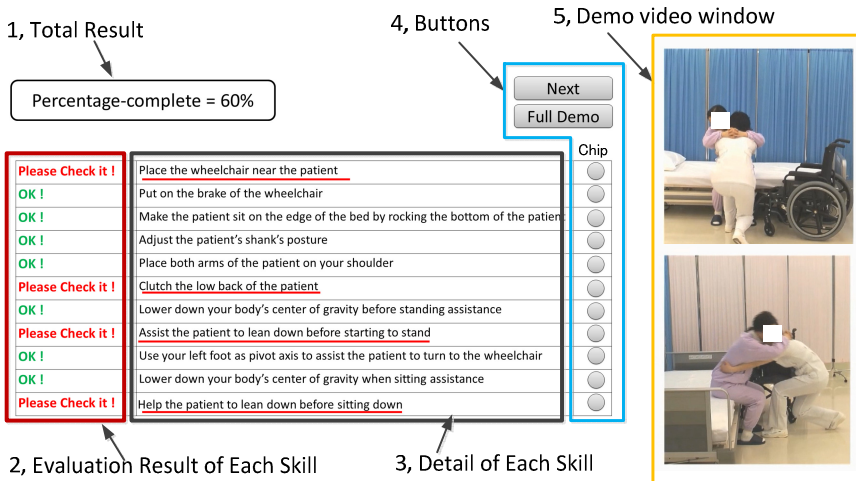 1, Total Result
4, Buttons
5, Demo video window
Percentage-complete = 60%
Next
Full Demo
Chip
Please Check it ! Place the wheelchair near the patient
OK ! Put on the brake of the wheelchair
OK ! Make the patient sit on the edge of the bed by rocking the bottom of the patient
OK ! Adjust the patient's shank's posture
OK ! Place both arms of the patient on your shoulder
Please Check it ! Clutch the low back of the patient
OK ! Lower down your body's center of gravity before standing assistance
Please Check it ! Assist the patient to lean down before starting to stand
OK ! Use your left foot as pivot axis to assist the patient to turn to the wheelchair
OK ! Lower down your body's center of gravity when sitting assistance
Please Check it ! Help the patient to lean down before sitting down
2, Evaluation Result of Each Skill
3, Detail of Each Skill